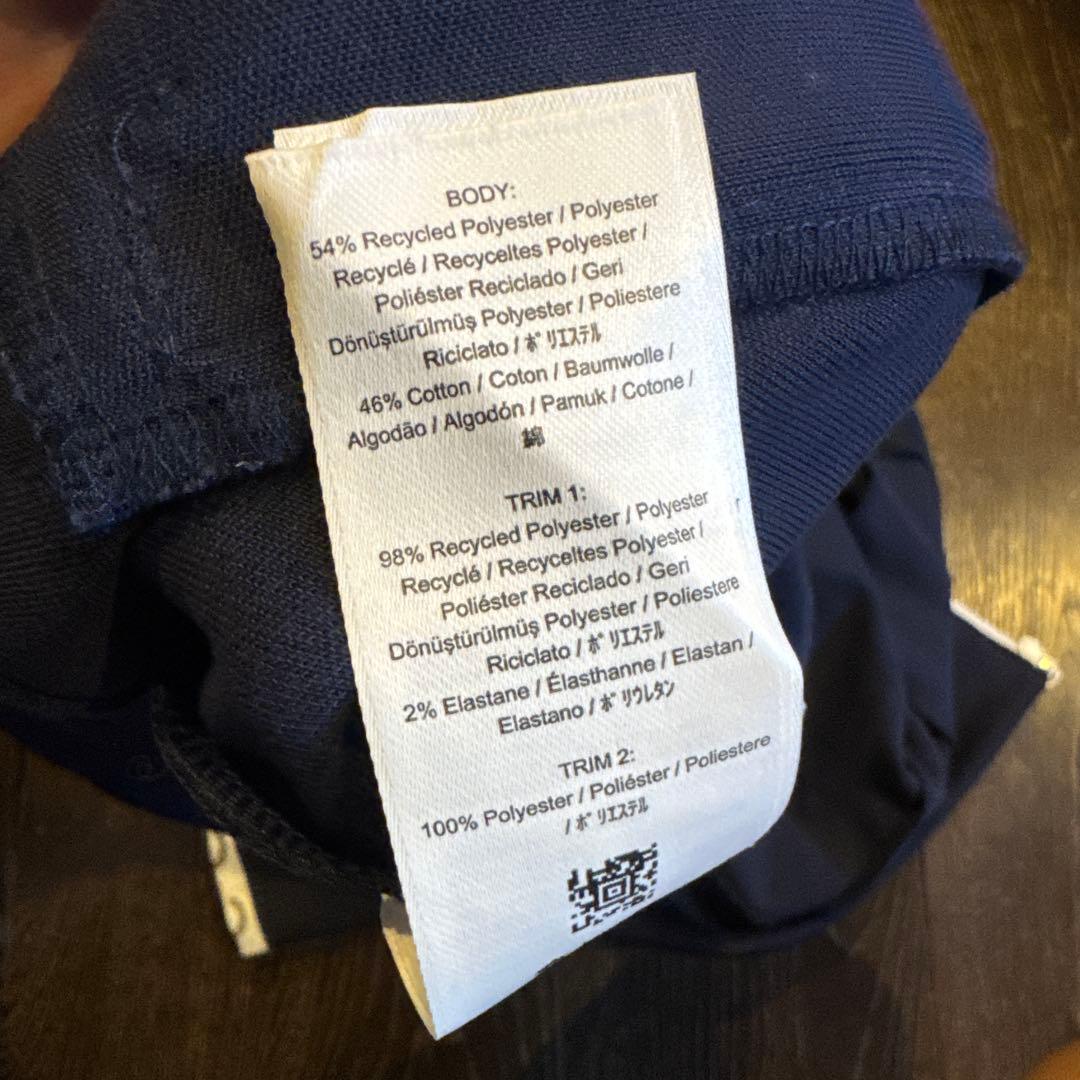 BODY:
54% Recycled Polyester / Polyester
Recyclé / Recyceltes Polyester /
Poliéster Reciclado / Geri
Dönüştürülmüş Polyester / Poliestere
Riciclato / ポリエステル
46% Cotton / Coton / Baumwolle /
Algodão / Algodón / Pamuk / Cotone /
綿
TRIM 1:
98% Recycled Polyester / Polyester
Recyclé / Recyceltes Polyester /
Poliéster Reciclado / Geri
Dönüştürülmüş Polyester / Poliestere
Riciclato / ポリエステル
2% Elastane / Élasthanne / Elastan /
Elastano / ポリウレタン
TRIM 2:
100% Polyester / Poliéster / Poliestere
/ ポリエステル